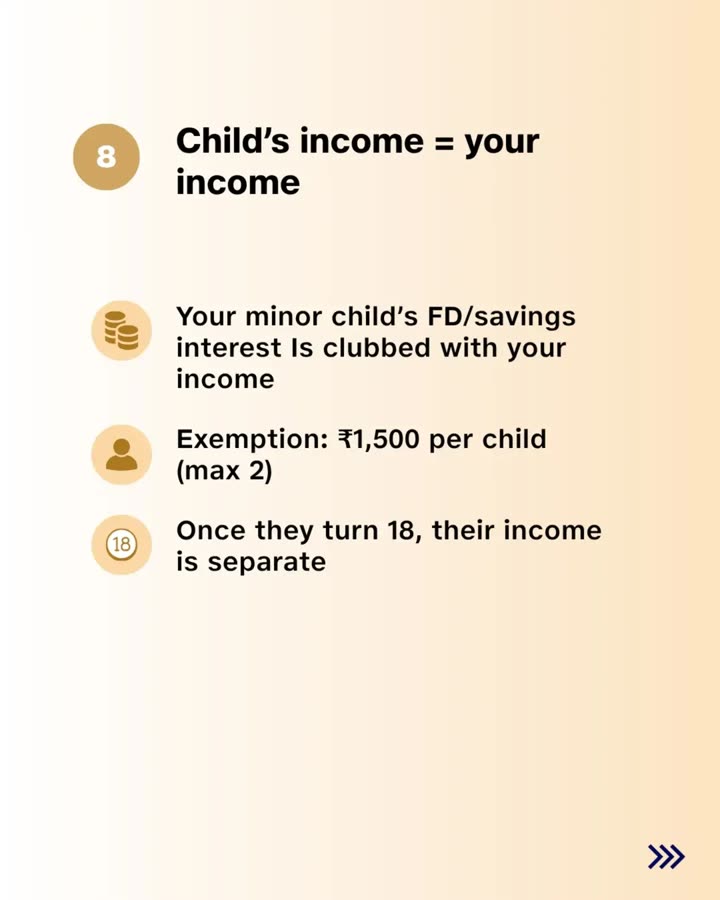 8
Child's income = your
income
Your minor child's FD/savings
interest Is clubbed with your
income
Exemption: ₹1,500 per child
(max 2)
18
Once they turn 18, their income
is separate